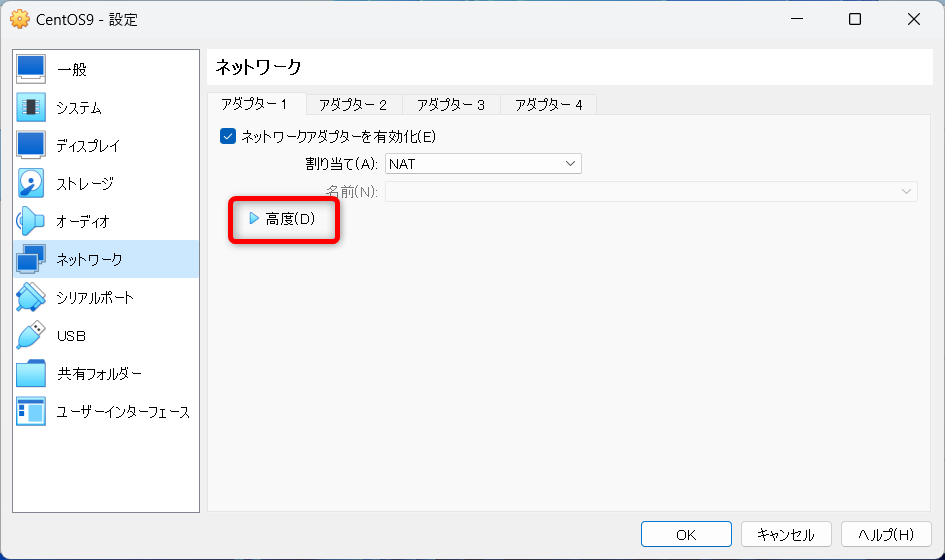 CentOS9 - 設定
一般
システム
ディスプレイ
ストレージ
オーディオ
ネットワーク
シリアルポート
USB
共有フォルダー
ユーザーインターフェース
ネットワーク
アダプター 1 アダプター 2 アダプター 3 アダプター 4
ネットワークアダプターを有効化(E)
割り当て(A): NAT
名前(N):
高度(D)
OK キャンセル ヘルプ(H)